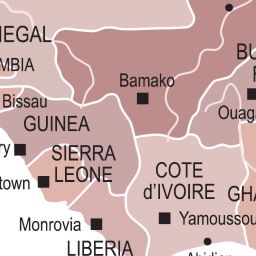 NEGAL
MBIA
Bamako
BU
Bissau
Ouaga
GUINEA
ry
SIERRA
LEONE
town
COTE
d'IVOIRE
GHA
Monrovia
Yamoussou
LIBERIA
Abidjan